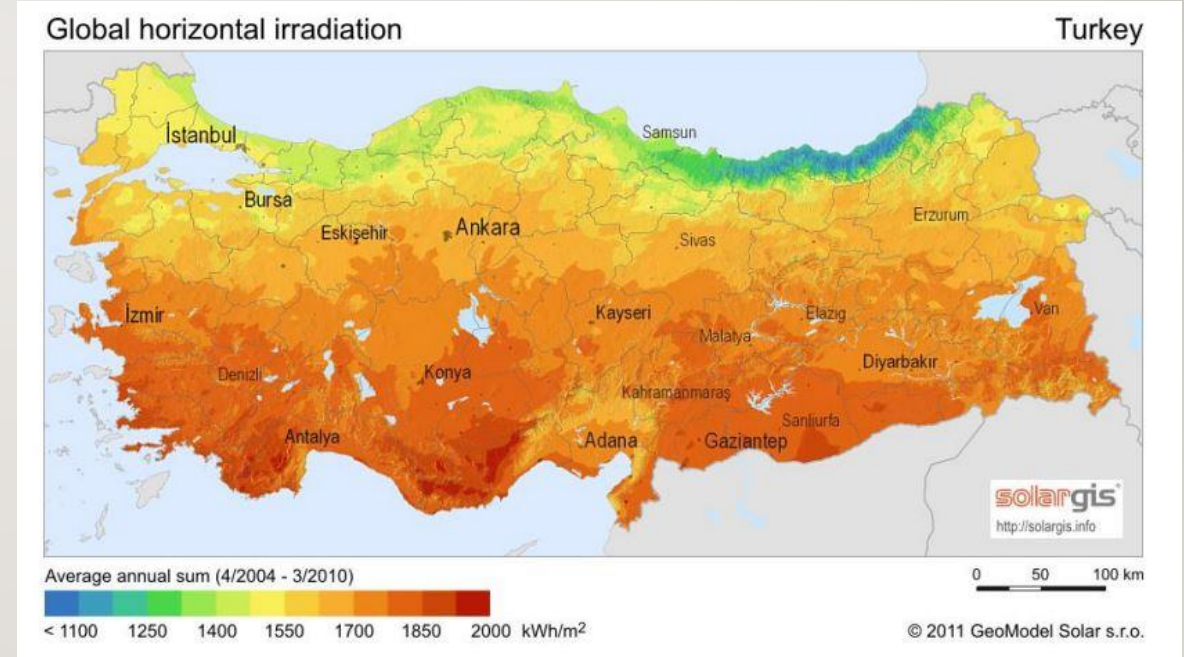 Global horizontal irradiation Turkey
İstanbul
Samsun
Bursa
Erzurum
Eskişehir
Ankara
Sivas
İzmir
Kayseri
Elazig
Van
Malatya
Diyarbakır
Denizli
Konya
Kahramanmaraş
Sanliurfa
Antalya
Adana
Gaziantep
solargis
http://solargis.info
Average annual sum (4/2004 - 3/2010)
0 50 100 km
< 1100 1250 1400 1550 1700 1850 2000 kWh/m²
© 2011 GeoModel Solar s.r.o.